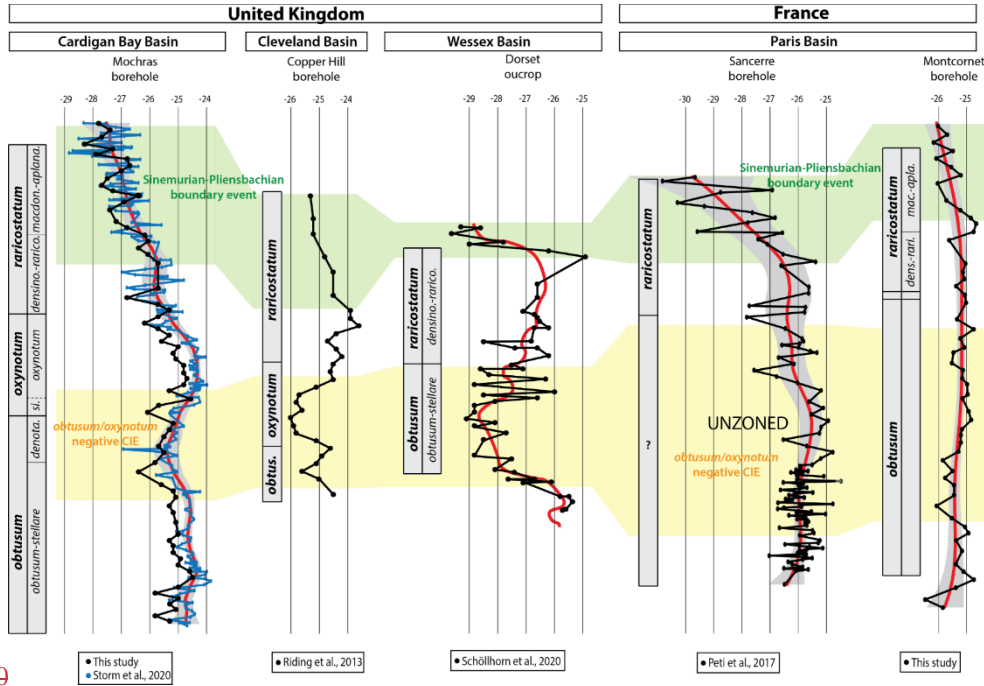 United Kingdom
France
Cardigan Bay Basin
Cleveland Basin
Wessex Basin
Paris Basin
Mochras
borehole
Copper Hill
borehole
Dorset
oucrop
Sancerre
borehole
Montcornet
borehole
-29 -28 -27 -26 -25 -24
-26 -25 -24
-29 -28 -27 -26 -25
-30 -29 -28 -27 -26 -25
-26 -25
Sinemurian-Pliensbachian
boundary event
Sinemurian-Pliensbachian
boundary event
raricostatum
macdon.-aplana.
densino.-rarico.
oxynotum
oxynotum
si.
denota.
obtusum
obtusum-stellare
obtusum/oxynotum
negative CIE
raricostatum
oxynotum
obtus.
raricostatum
densino.-rarico.
obtusum
obtusum-stellare
raricostatum
?
UNZONED
obtusum/oxynotum
negative CIE
raricostatum
mac.-apla.
dens.-rari.
obtusum
This study
Storm et al., 2020
Riding et al., 2013
Schöllhorn et al., 2020
Peti et al., 2017
This study